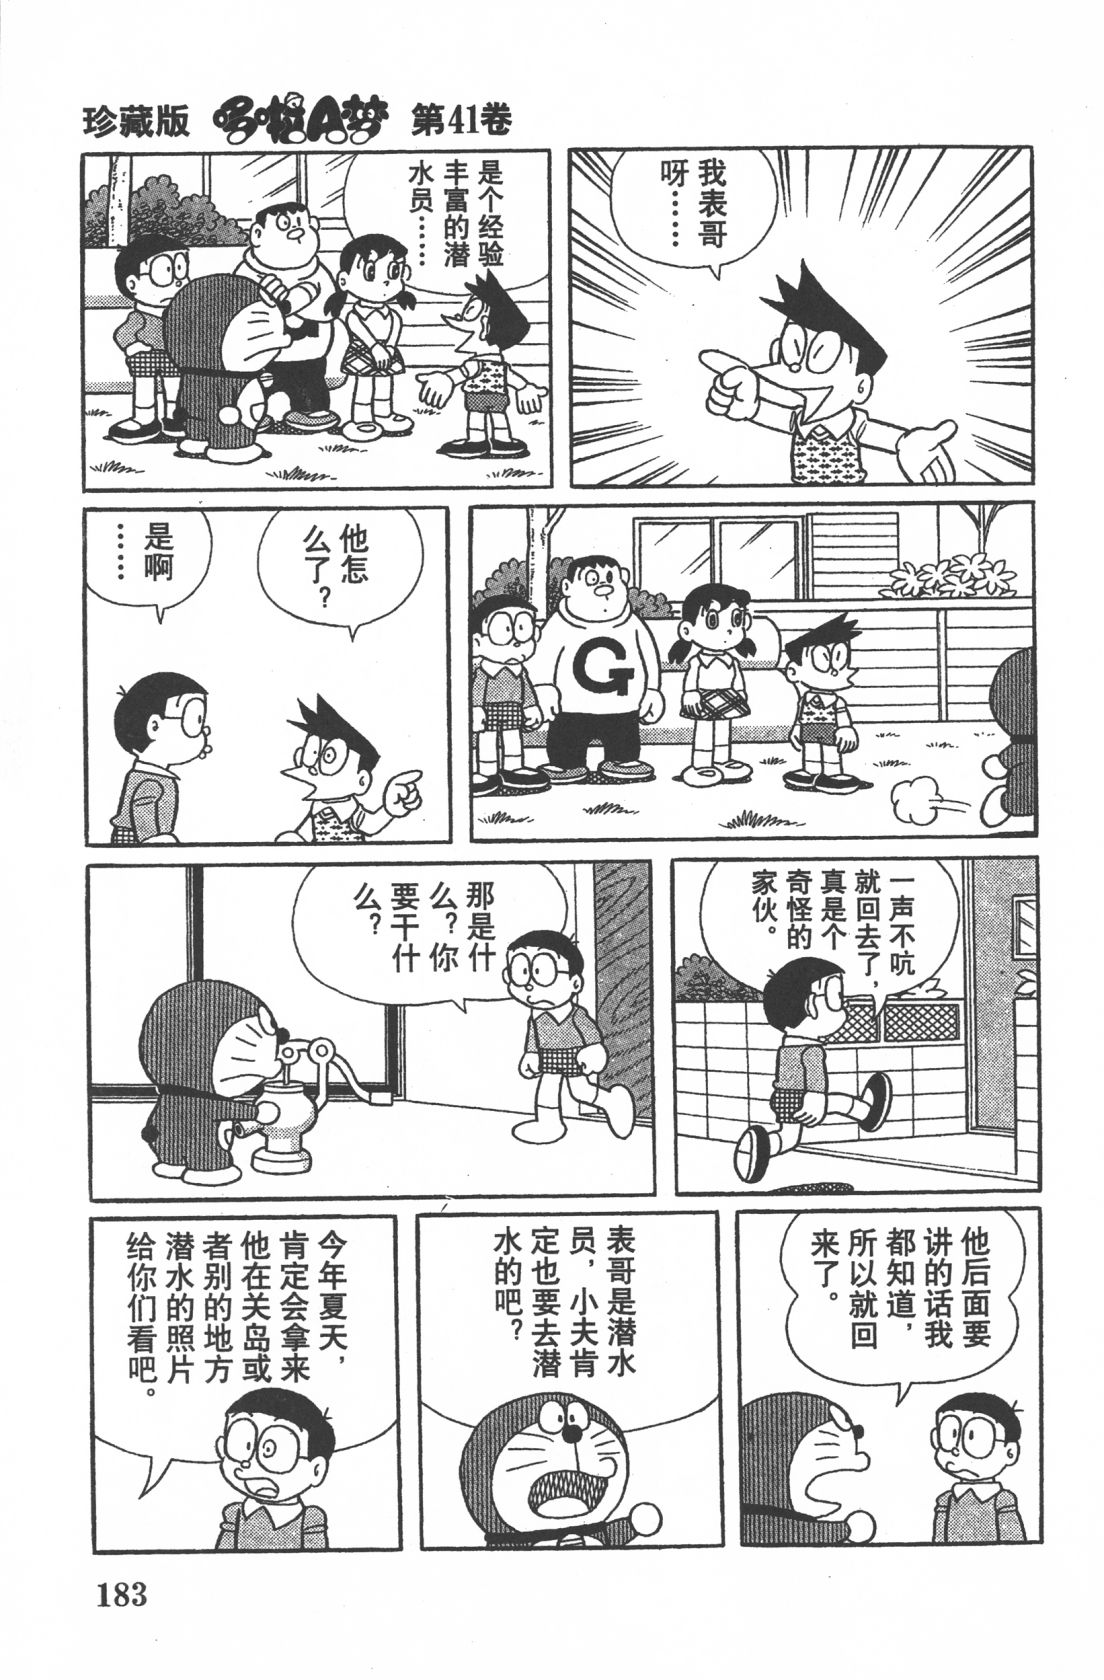 珍藏版 哆啦A梦 第41卷
我表哥
呀……
是个经验
丰富的潜
水员……
他怎
么了?
是啊
……
一声不吭
就回去了,
真是个
奇怪的
家伙。
那是什
么?你
要干什
么?
他后面要
讲的话我
都知道,
所以就回
来了。
表哥是潜水
员,小夫肯
定也要去潜
水的吧?
今年夏天,
肯定会拿来
他在关岛或
者别的地方
潜水的照片
给你们看吧。
G
183